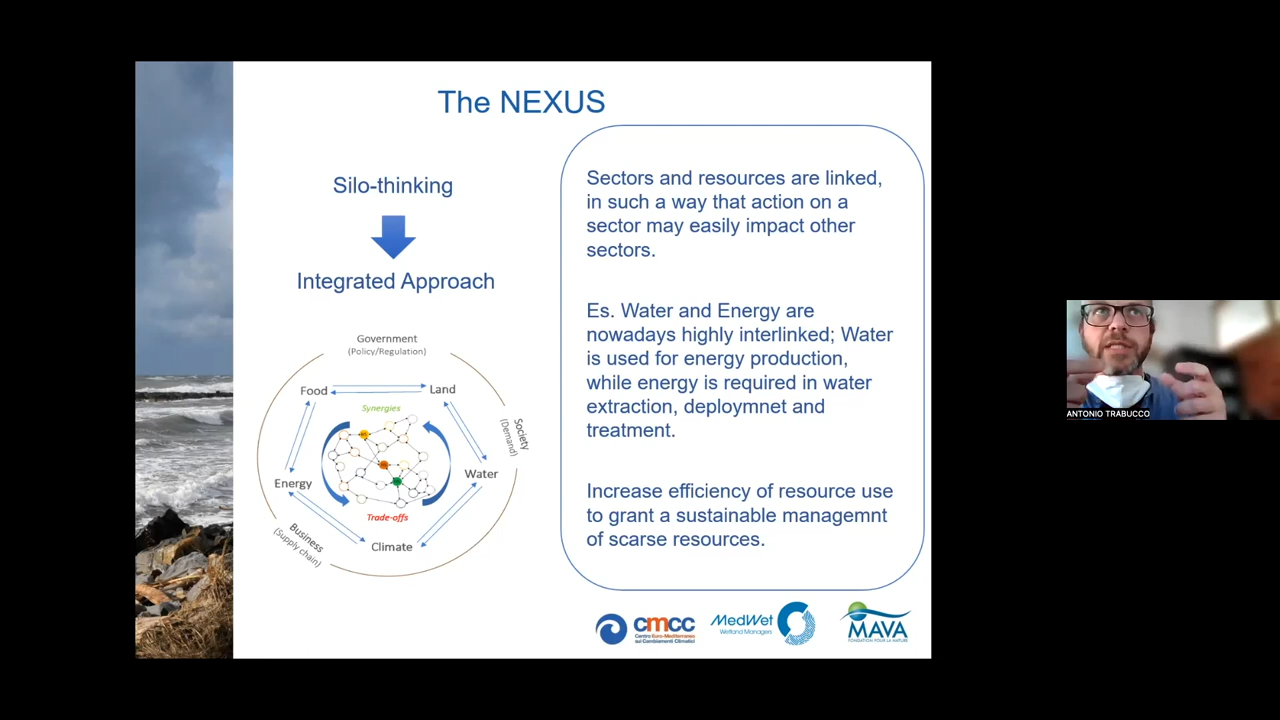 The NEXUS
Silo-thinking
Integrated Approach
Government
(Policy/Regulation)
Food
Land
Synergies
Society
(Demand)
Energy
Water
Trade-offs
Business
(Supply chain)
Climate
Sectors and resources are linked,
in such a way that action on a
sector may easily impact other
sectors.
Es. Water and Energy are
nowadays highly interlinked; Water
is used for energy production,
while energy is required in water
extraction, deploymnet and
treatment.
Increase efficiency of resource use
to grant a sustainable managemnt
of scarse resources.
cmcc
Centro Euro-Mediterraneo
sui Cambiamenti Climatici
MedWet
Wetland Managers
MAVA
FONDATION POUR LA NATURE
ANTONIO TRABUCCO